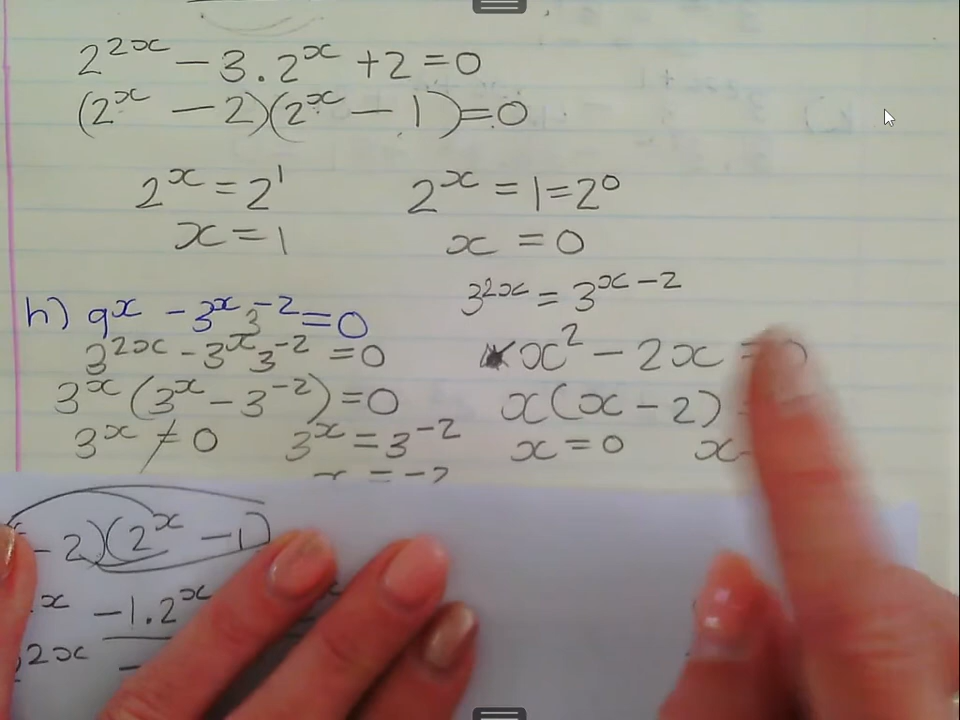 2^{2x} - 3.2^x + 2 = 0
(2^x - 2)(2^x - 1) = 0
2^x = 2^1 2^x = 1 = 2^0
x = 1 x = 0
3^{2x} = 3^{x-2}
h) 9^x - 3^x 3^{-2} = 0
3^{2x} - 3^x 3^{-2} = 0 x^2 - 2x =
3^x (3^x - 3^{-2}) = 0 x(x - 2)
3^x ≠ 0 3^x = 3^{-2} x = 0 x
x = -2
- 2)(2^x - 1)
x - 1.2^x
2x -